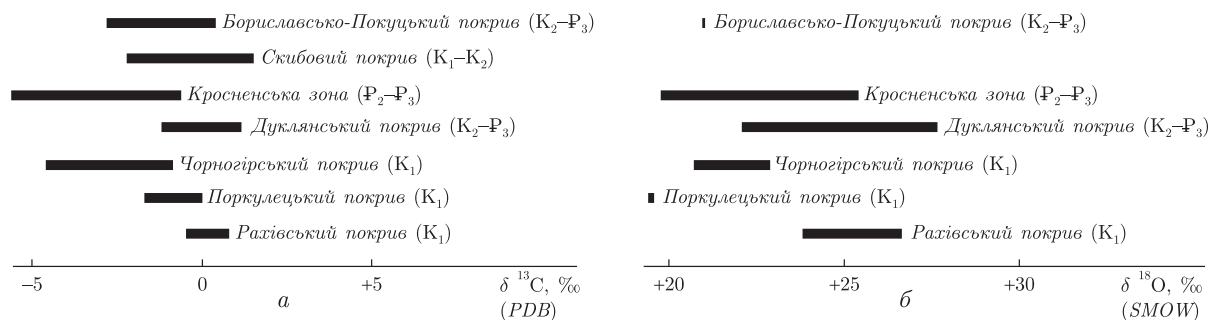 Бориславсько-Покуцький покрив (K₂–₽₃)
Скибовий покрив (K₁–K₂)
Кросненська зона (₽₂–₽₃)
Дуклянський покрив (K₂–₽₃)
Чорногірський покрив (K₁)
Поркулецький покрив (K₁)
Рахівський покрив (K₁)
–5 0 +5 δ ¹³C, ‰
а (PDB)
Бориславсько-Покуцький покрив (K₂–₽₃)
Кросненська зона (₽₂–₽₃)
Дуклянський покрив (K₂–₽₃)
Чорногірський покрив (K₁)
Поркулецький покрив (K₁)
Рахівський покрив (K₁)
+20 +25 +30 δ ¹⁸O, ‰
б (SMOW)